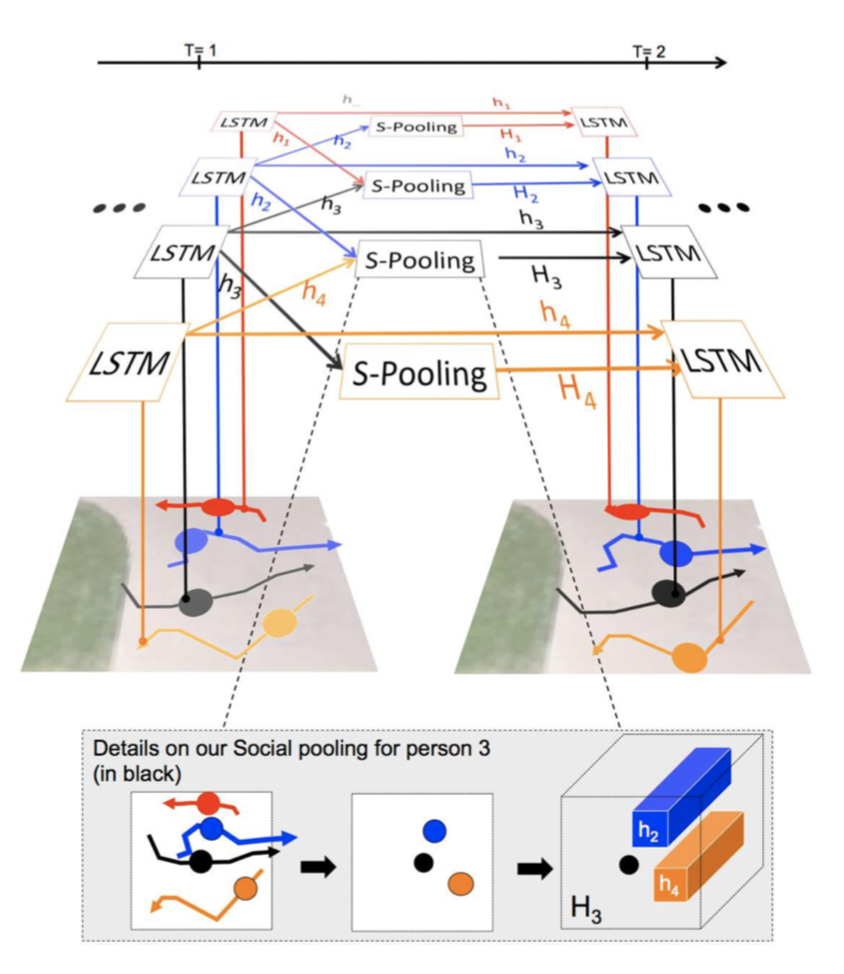 T= 1
T= 2
h_
h₁
LSTM
S-Pooling
LSTM
h₁
h₂
H₁
h₂
LSTM
S-Pooling
LSTM
h₂
h₃
H₂
h₃
LSTM
S-Pooling
LSTM
h₃
h₄
H₃
h₄
LSTM
S-Pooling
LSTM
H₄
Details on our Social pooling for person 3
(in black)
h₂
h₄
H₃